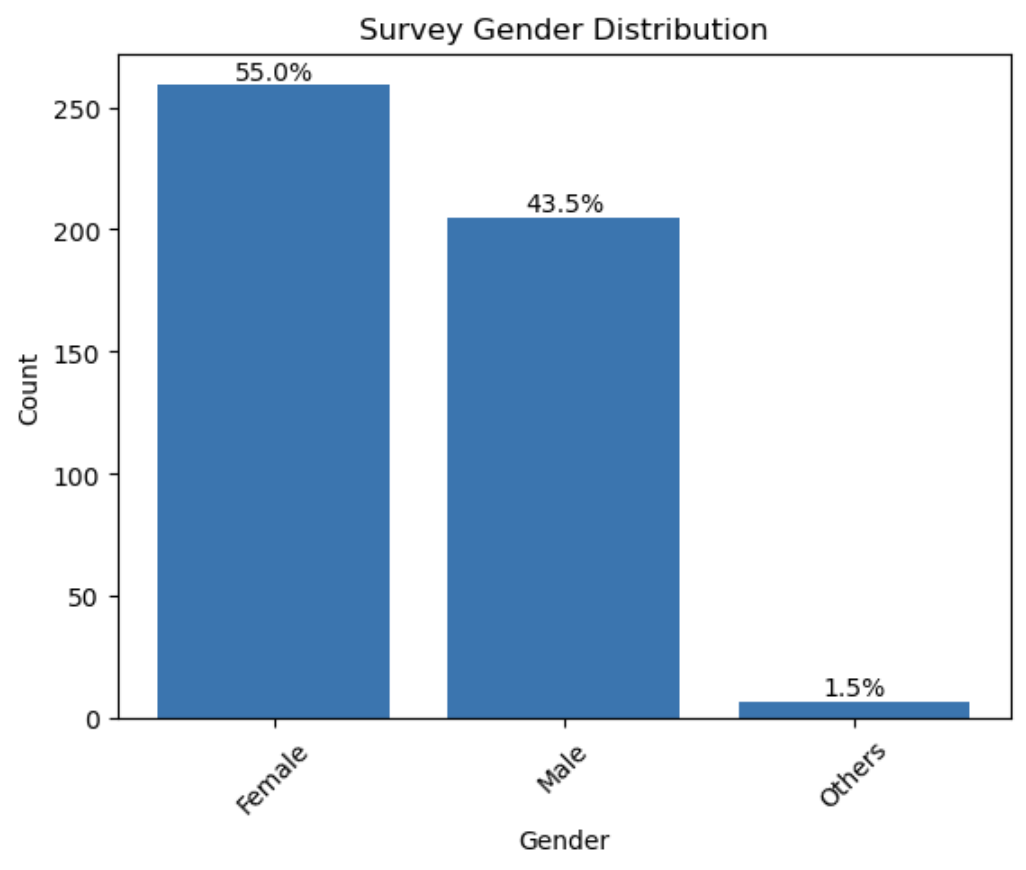 Survey Gender Distribution
55.0%
250
43.5%
200
150
Count
100
50
1.5%
0
Female
Male
Others
Gender